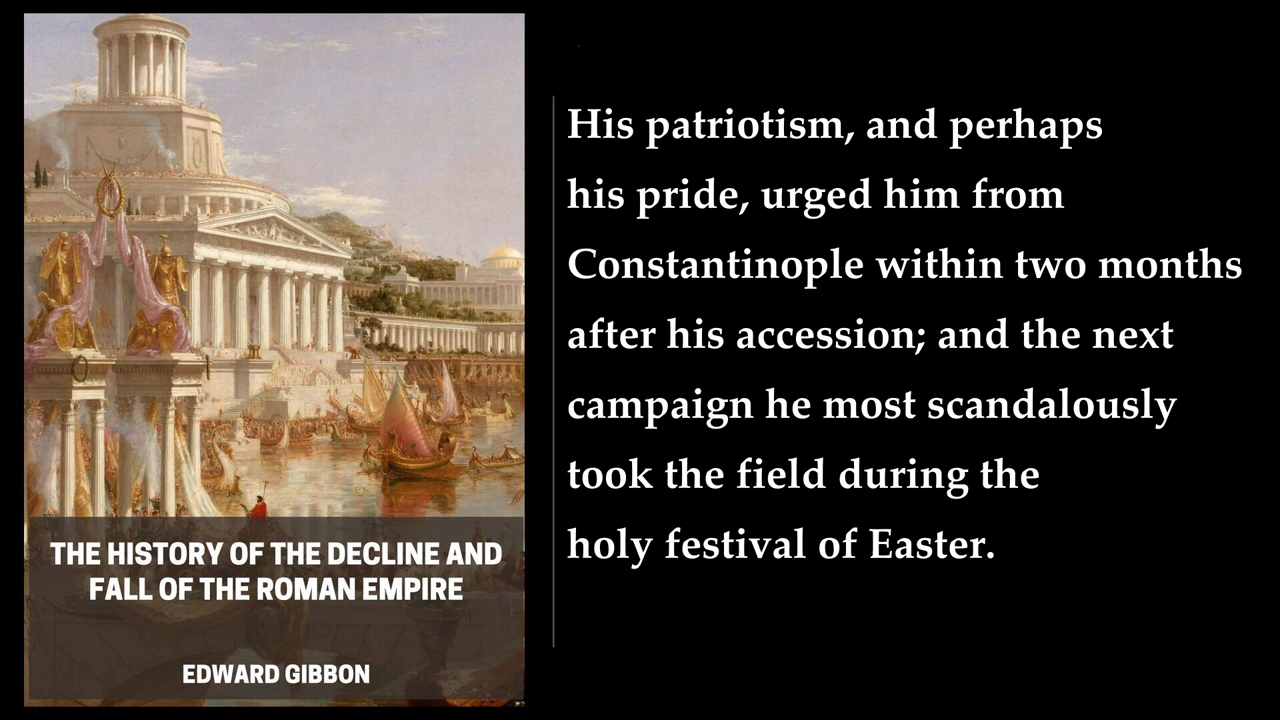 THE HISTORY OF THE DECLINE AND
FALL OF THE ROMAN EMPIRE
EDWARD GIBBON
His patriotism, and perhaps
his pride, urged him from
Constantinople within two months
after his accession; and the next
campaign he most scandalously
took the field during the
holy festival of Easter.